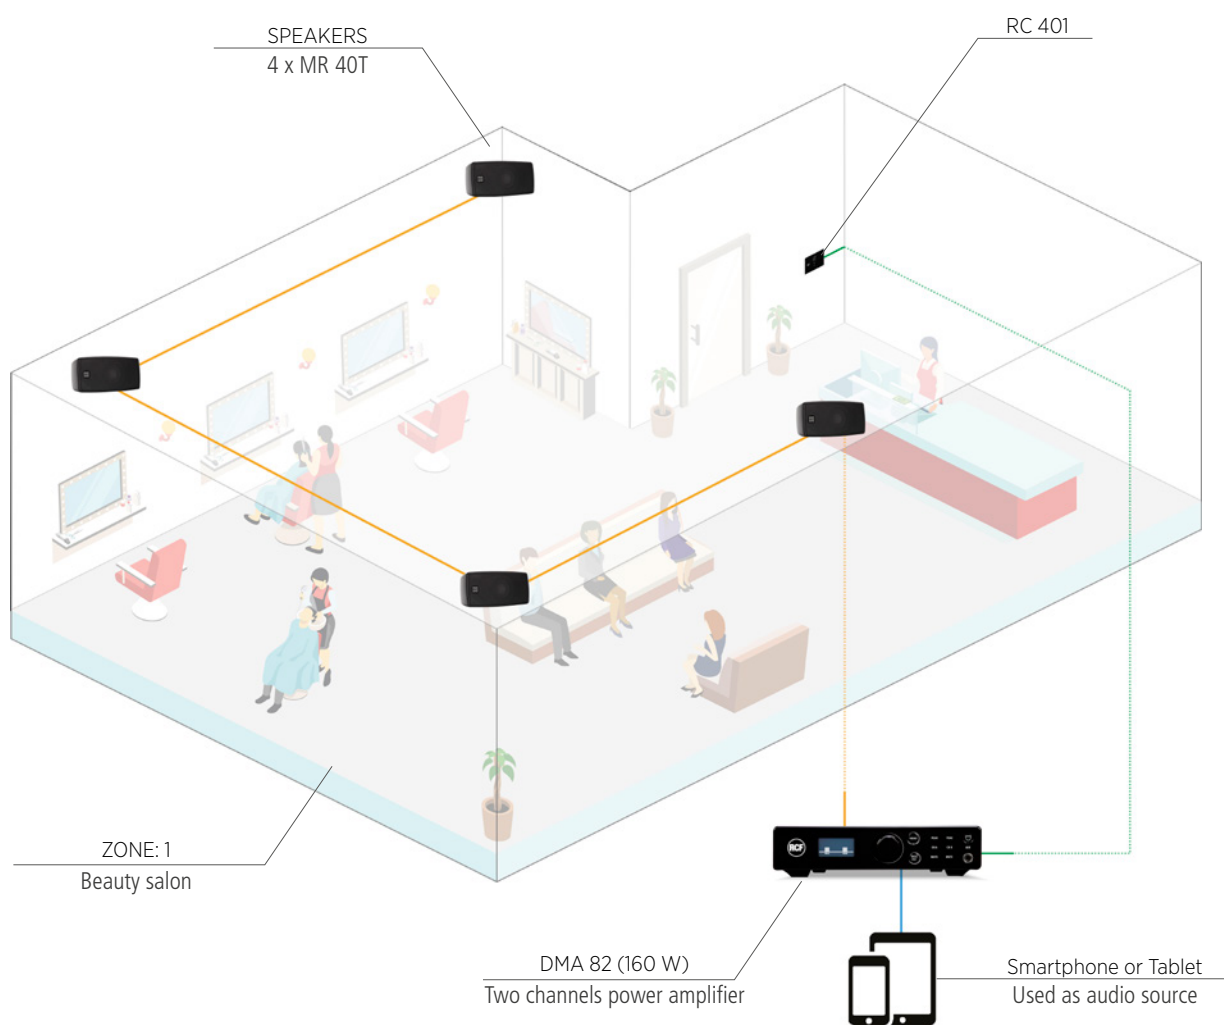 SPEAKERS
4 x MR 40T
RC 401
ZONE: 1
Beauty salon
RCF
DMA 82 (160 W)
Two channels power amplifier
Smartphone or Tablet
Used as audio source